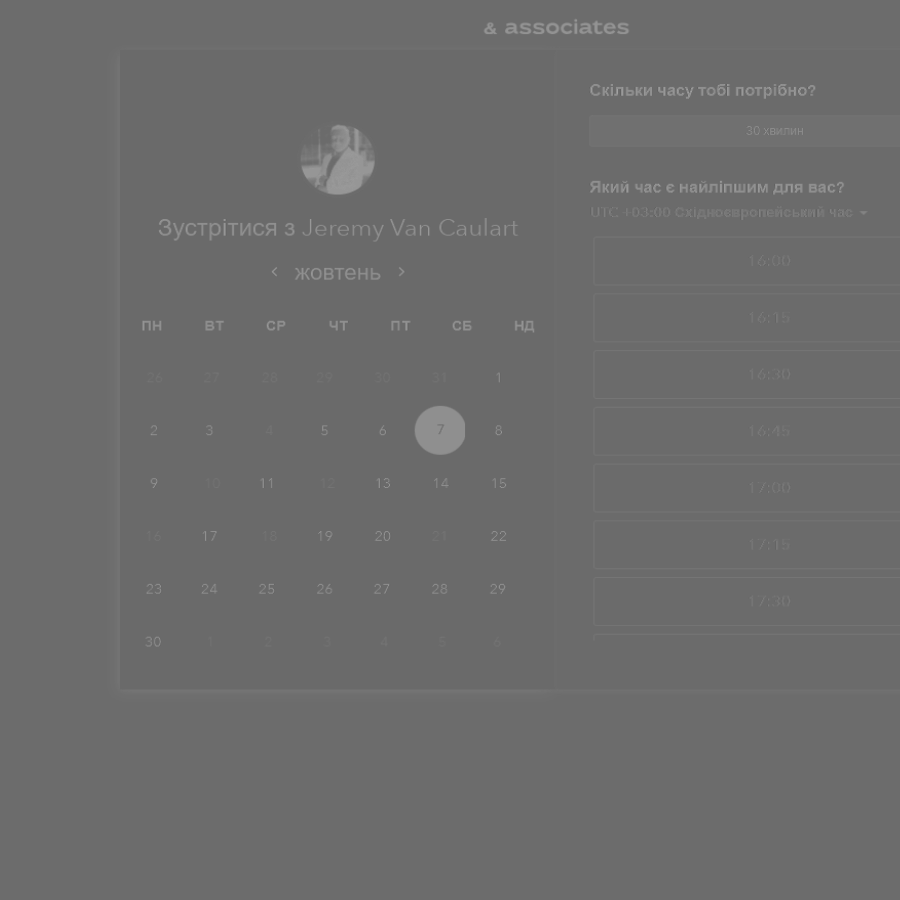 & associates
Зустрітися з Jeremy Van Caulart
жовтень
ПН ВТ СР ЧТ ПТ СБ НД
26 27 28 29 30 31 1
2 3 4 5 6 7 8
9 10 11 12 13 14 15
16 17 18 19 20 21 22
23 24 25 26 27 28 29
30 1 2 3 4 5 6
Скільки часу тобі потрібно?
30 хвилин
Який час є найліпшим для вас?
UTC +03:00 Східноєвропейський час
16:00
16:15
16:30
16:45
17:00
17:15
17:30